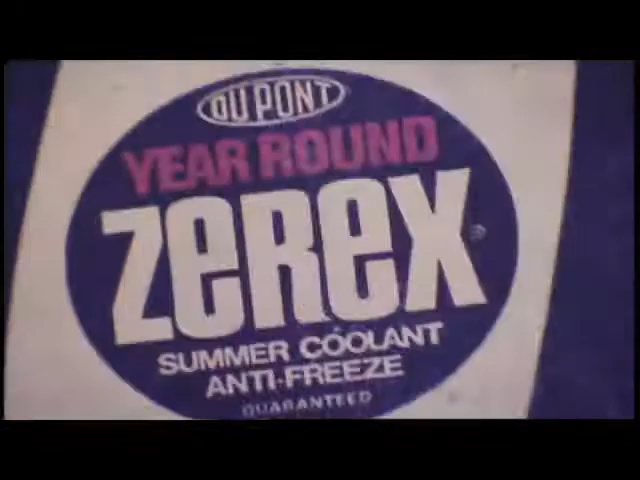 DU PONT
YEAR ROUND
ZeReX®
SUMMER COOLANT
ANTI-FREEZE
GUARANTEED